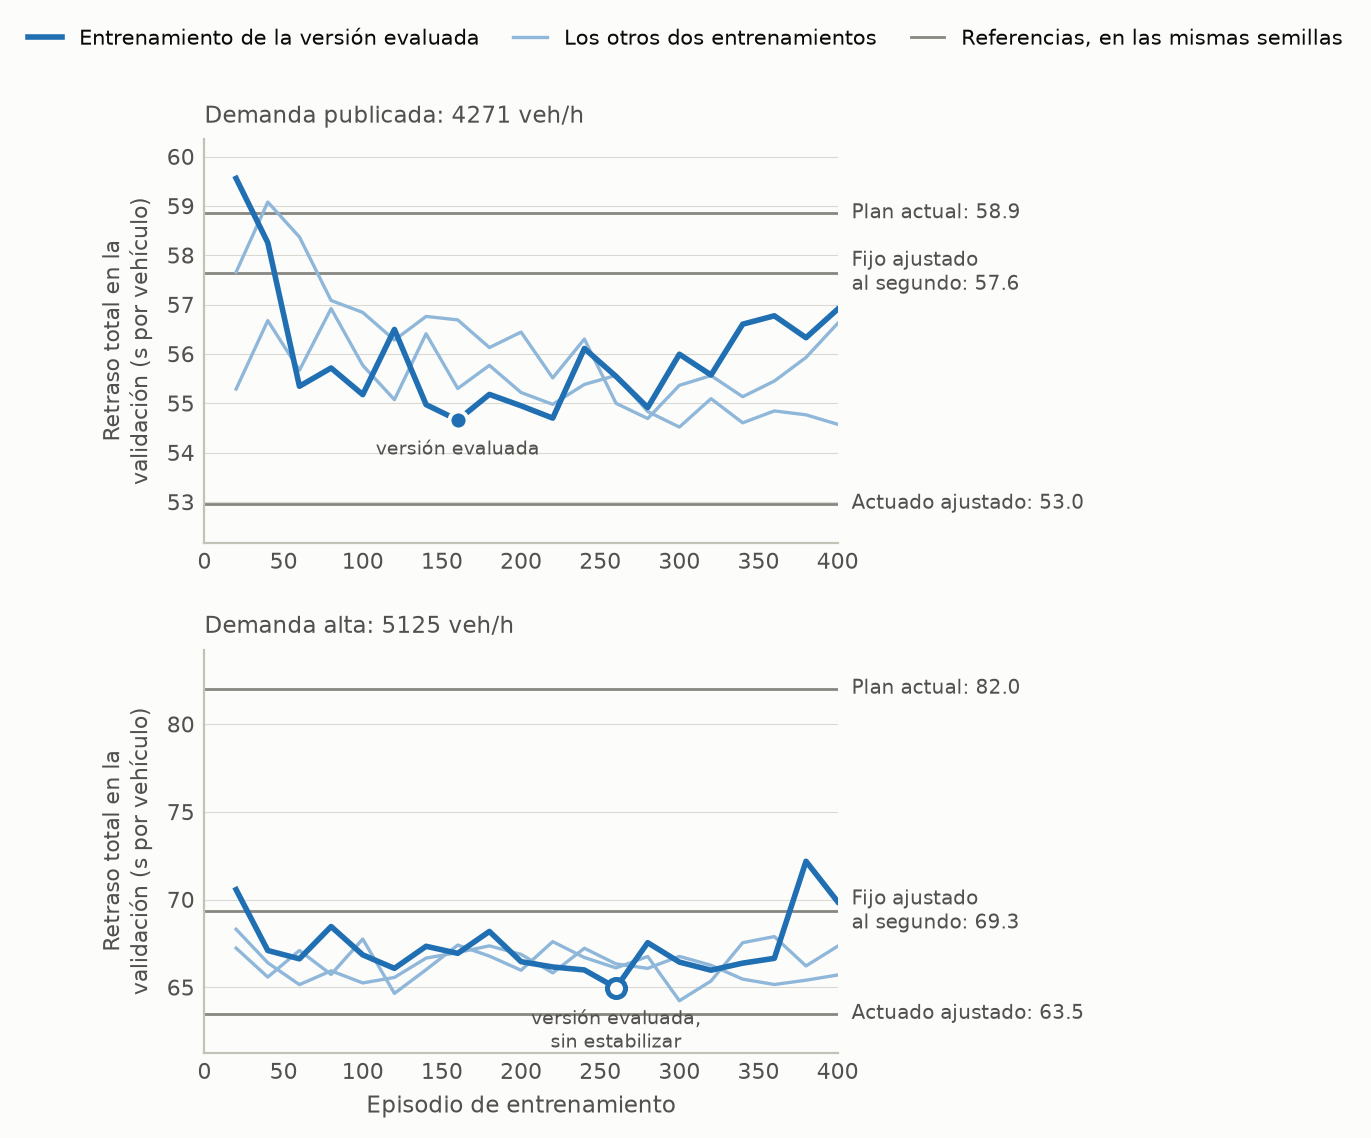 Entrenamiento de la versión evaluada
Los otros dos entrenamientos
Referencias, en las mismas semillas
Demanda publicada: 4271 veh/h
Retraso total en la
validación (s por vehículo)
60
59
58
57
56
55
54
53
Plan actual: 58.9
Fijo ajustado
al segundo: 57.6
versión evaluada
Actuado ajustado: 53.0
0 50 100 150 200 250 300 350 400
Demanda alta: 5125 veh/h
Retraso total en la
validación (s por vehículo)
80
75
70
65
Plan actual: 82.0
Fijo ajustado
al segundo: 69.3
Actuado ajustado: 63.5
versión evaluada,
sin estabilizar
0 50 100 150 200 250 300 350 400
Episodio de entrenamiento